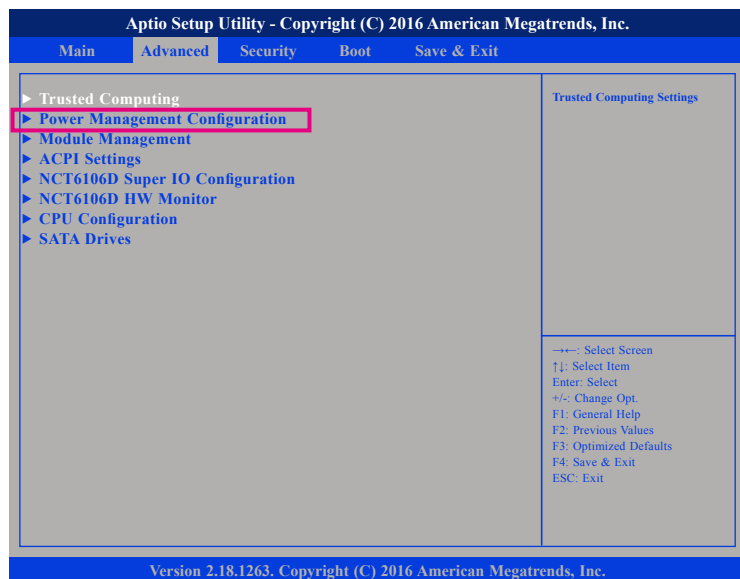 Aptio Setup Utility - Copyright (C) 2016 American Megatrends, Inc.
Main Advanced Security Boot Save & Exit
▶ Trusted Computing
▶ Power Management Configuration
▶ Module Management
▶ ACPI Settings
▶ NCT6106D Super IO Configuration
▶ NCT6106D HW Monitor
▶ CPU Configuration
▶ SATA Drives
Trusted Computing Settings
→←: Select Screen
↑↓: Select Item
Enter: Select
+/-: Change Opt.
F1: General Help
F2: Previous Values
F3: Optimized Defaults
F4: Save & Exit
ESC: Exit
Version 2.18.1263. Copyright (C) 2016 American Megatrends, Inc.